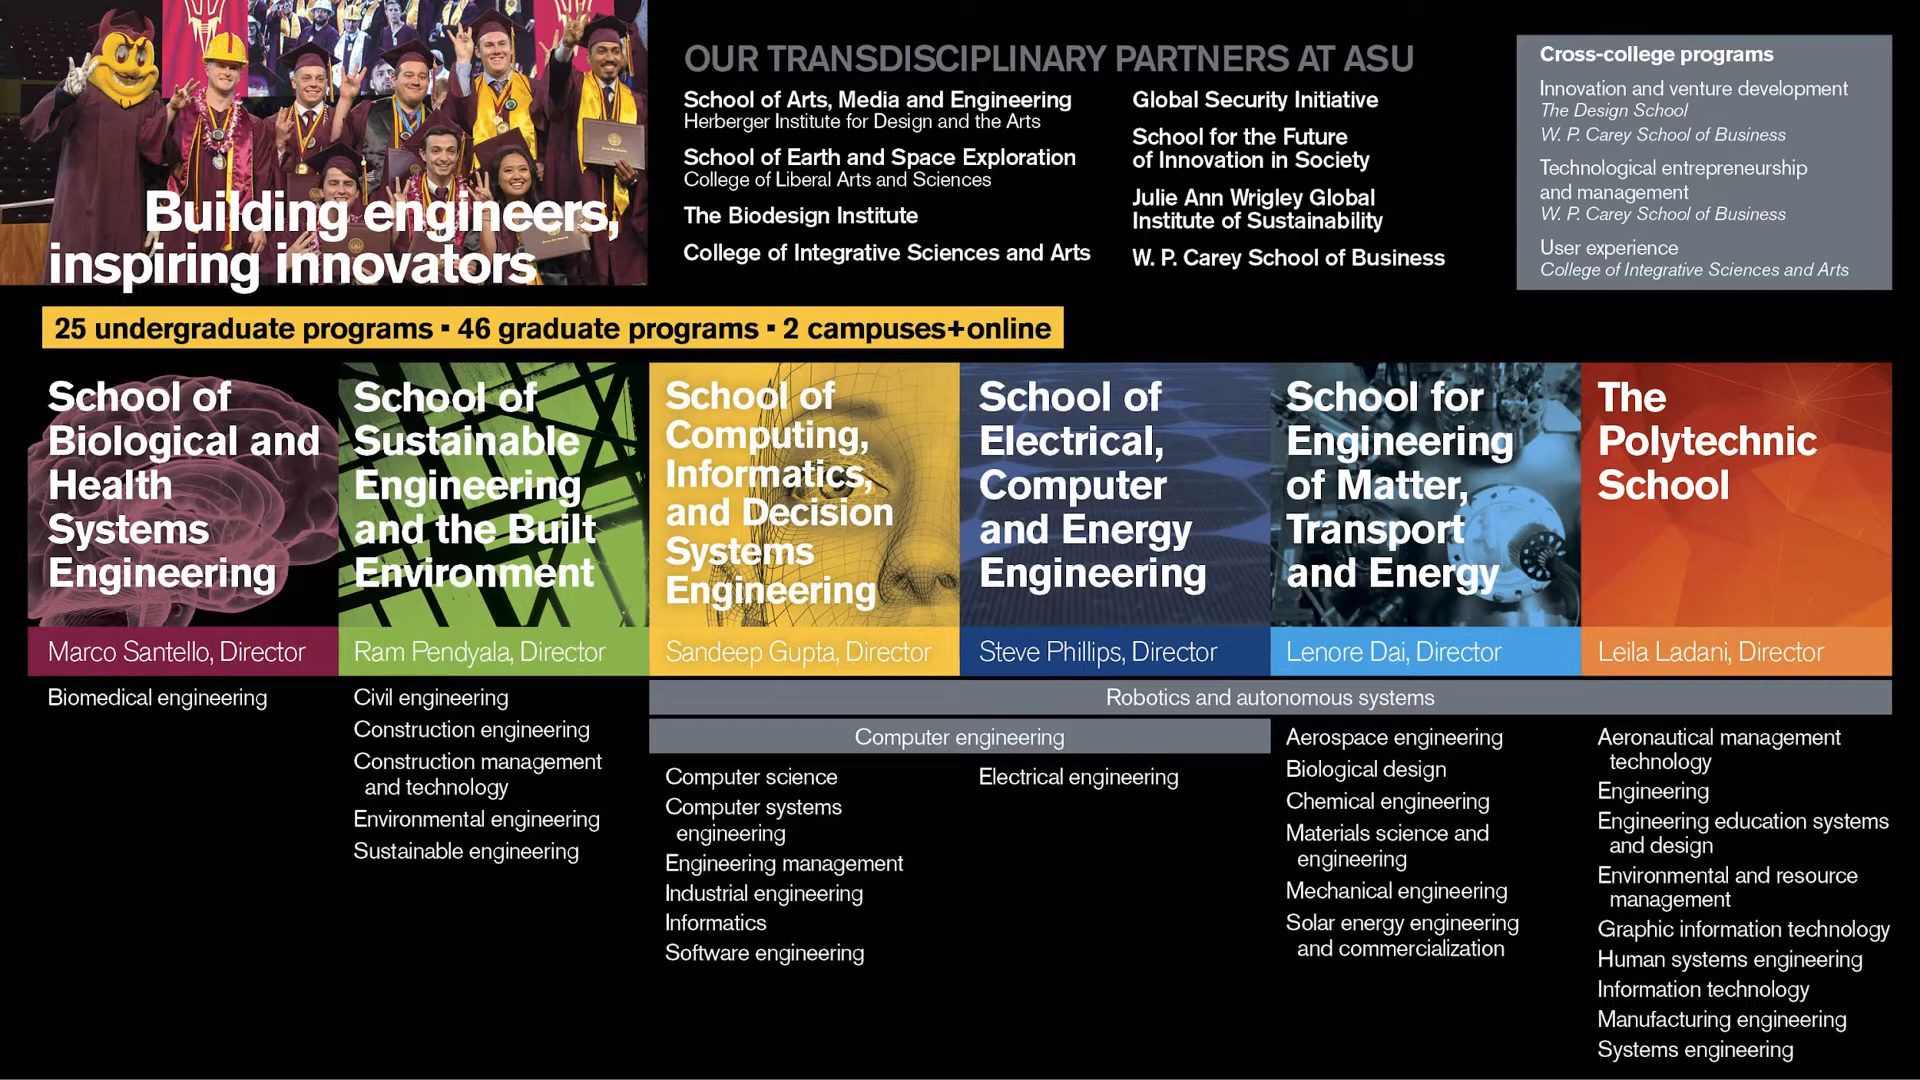 Building engineers,
inspiring innovators
OUR TRANSDISCIPLINARY PARTNERS AT ASU
School of Arts, Media and Engineering
Herberger Institute for Design and the Arts
School of Earth and Space Exploration
College of Liberal Arts and Sciences
The Biodesign Institute
College of Integrative Sciences and Arts
Global Security Initiative
School for the Future
of Innovation in Society
Julie Ann Wrigley Global
Institute of Sustainability
W. P. Carey School of Business
Cross-college programs
Innovation and venture development
The Design School
W. P. Carey School of Business
Technological entrepreneurship
and management
W. P. Carey School of Business
User experience
College of Integrative Sciences and Arts
25 undergraduate programs ▪ 46 graduate programs ▪ 2 campuses+online
School of
Biological and
Health
Systems
Engineering
Marco Santello, Director
Biomedical engineering
School of
Sustainable
Engineering
and the Built
Environment
Ram Pendyala, Director
Civil engineering
Construction engineering
Construction management
and technology
Environmental engineering
Sustainable engineering
School of
Computing,
Informatics,
and Decision
Systems
Engineering
Sandeep Gupta, Director
School of
Electrical,
Computer
and Energy
Engineering
Steve Phillips, Director
School for
Engineering
of Matter,
Transport
and Energy
Lenore Dai, Director
The
Polytechnic
School
Leila Ladani, Director
Robotics and autonomous systems
Computer engineering
Computer science
Computer systems
engineering
Engineering management
Industrial engineering
Informatics
Software engineering
Electrical engineering
Aerospace engineering
Biological design
Chemical engineering
Materials science and
engineering
Mechanical engineering
Solar energy engineering
and commercialization
Aeronautical management
technology
Engineering
Engineering education systems
and design
Environmental and resource
management
Graphic information technology
Human systems engineering
Information technology
Manufacturing engineering
Systems engineering